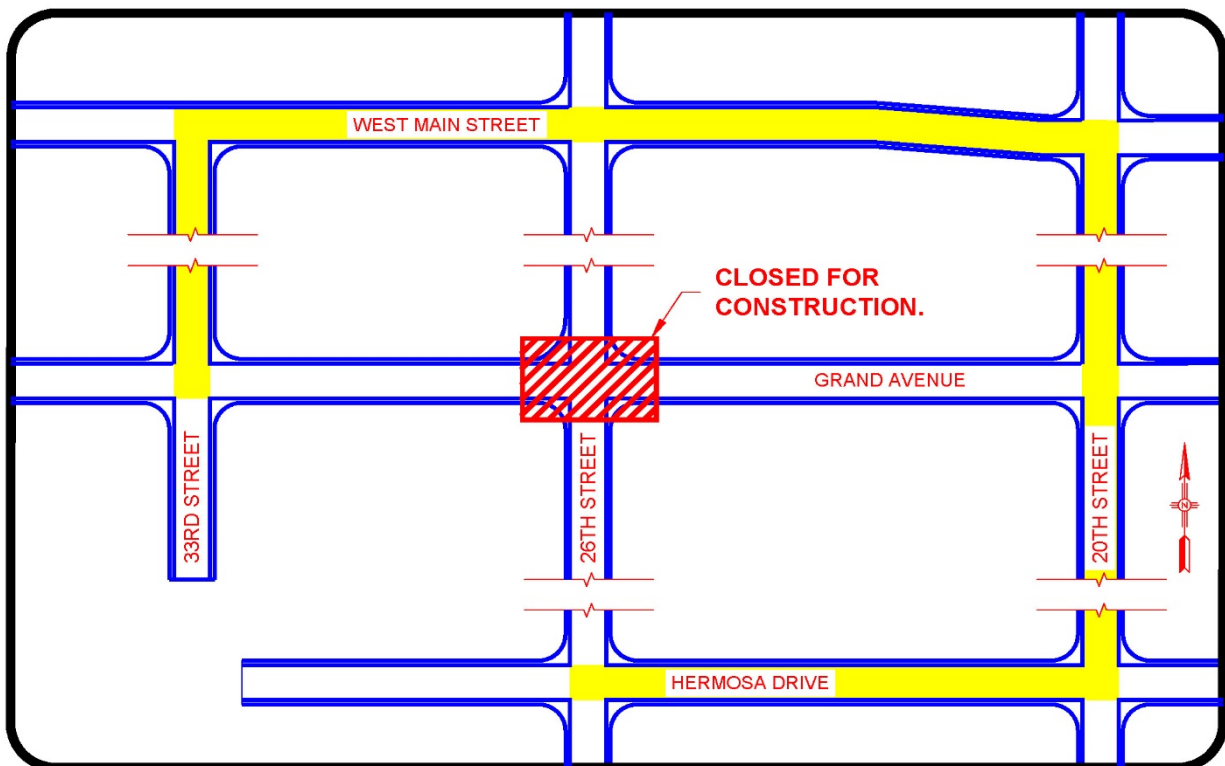 WEST MAIN STREET
CLOSED FOR
CONSTRUCTION.
GRAND AVENUE
33RD STREET
26TH STREET
20TH STREET
N
HERMOSA DRIVE